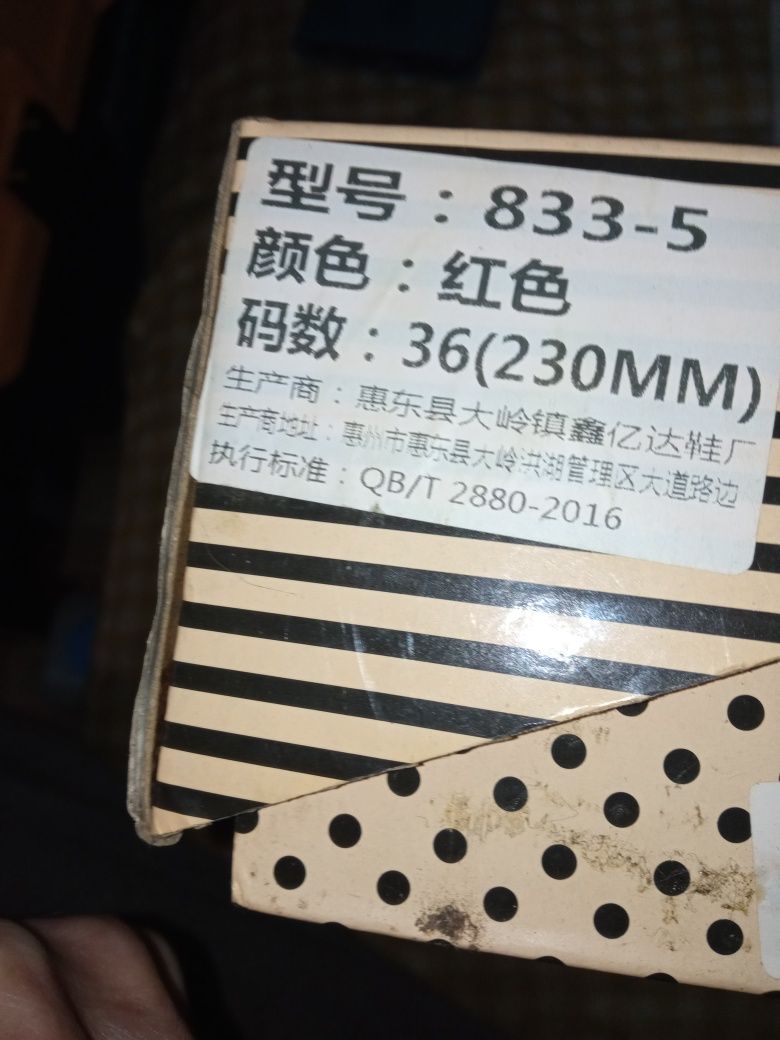 型号：833-5
颜色：红色
码数：36(230MM)
生产商：惠东县大岭镇鑫亿达鞋厂
生产商地址：惠州市惠东县大岭洪湖管理区大道路边
执行标准：QB/T 2880-2016